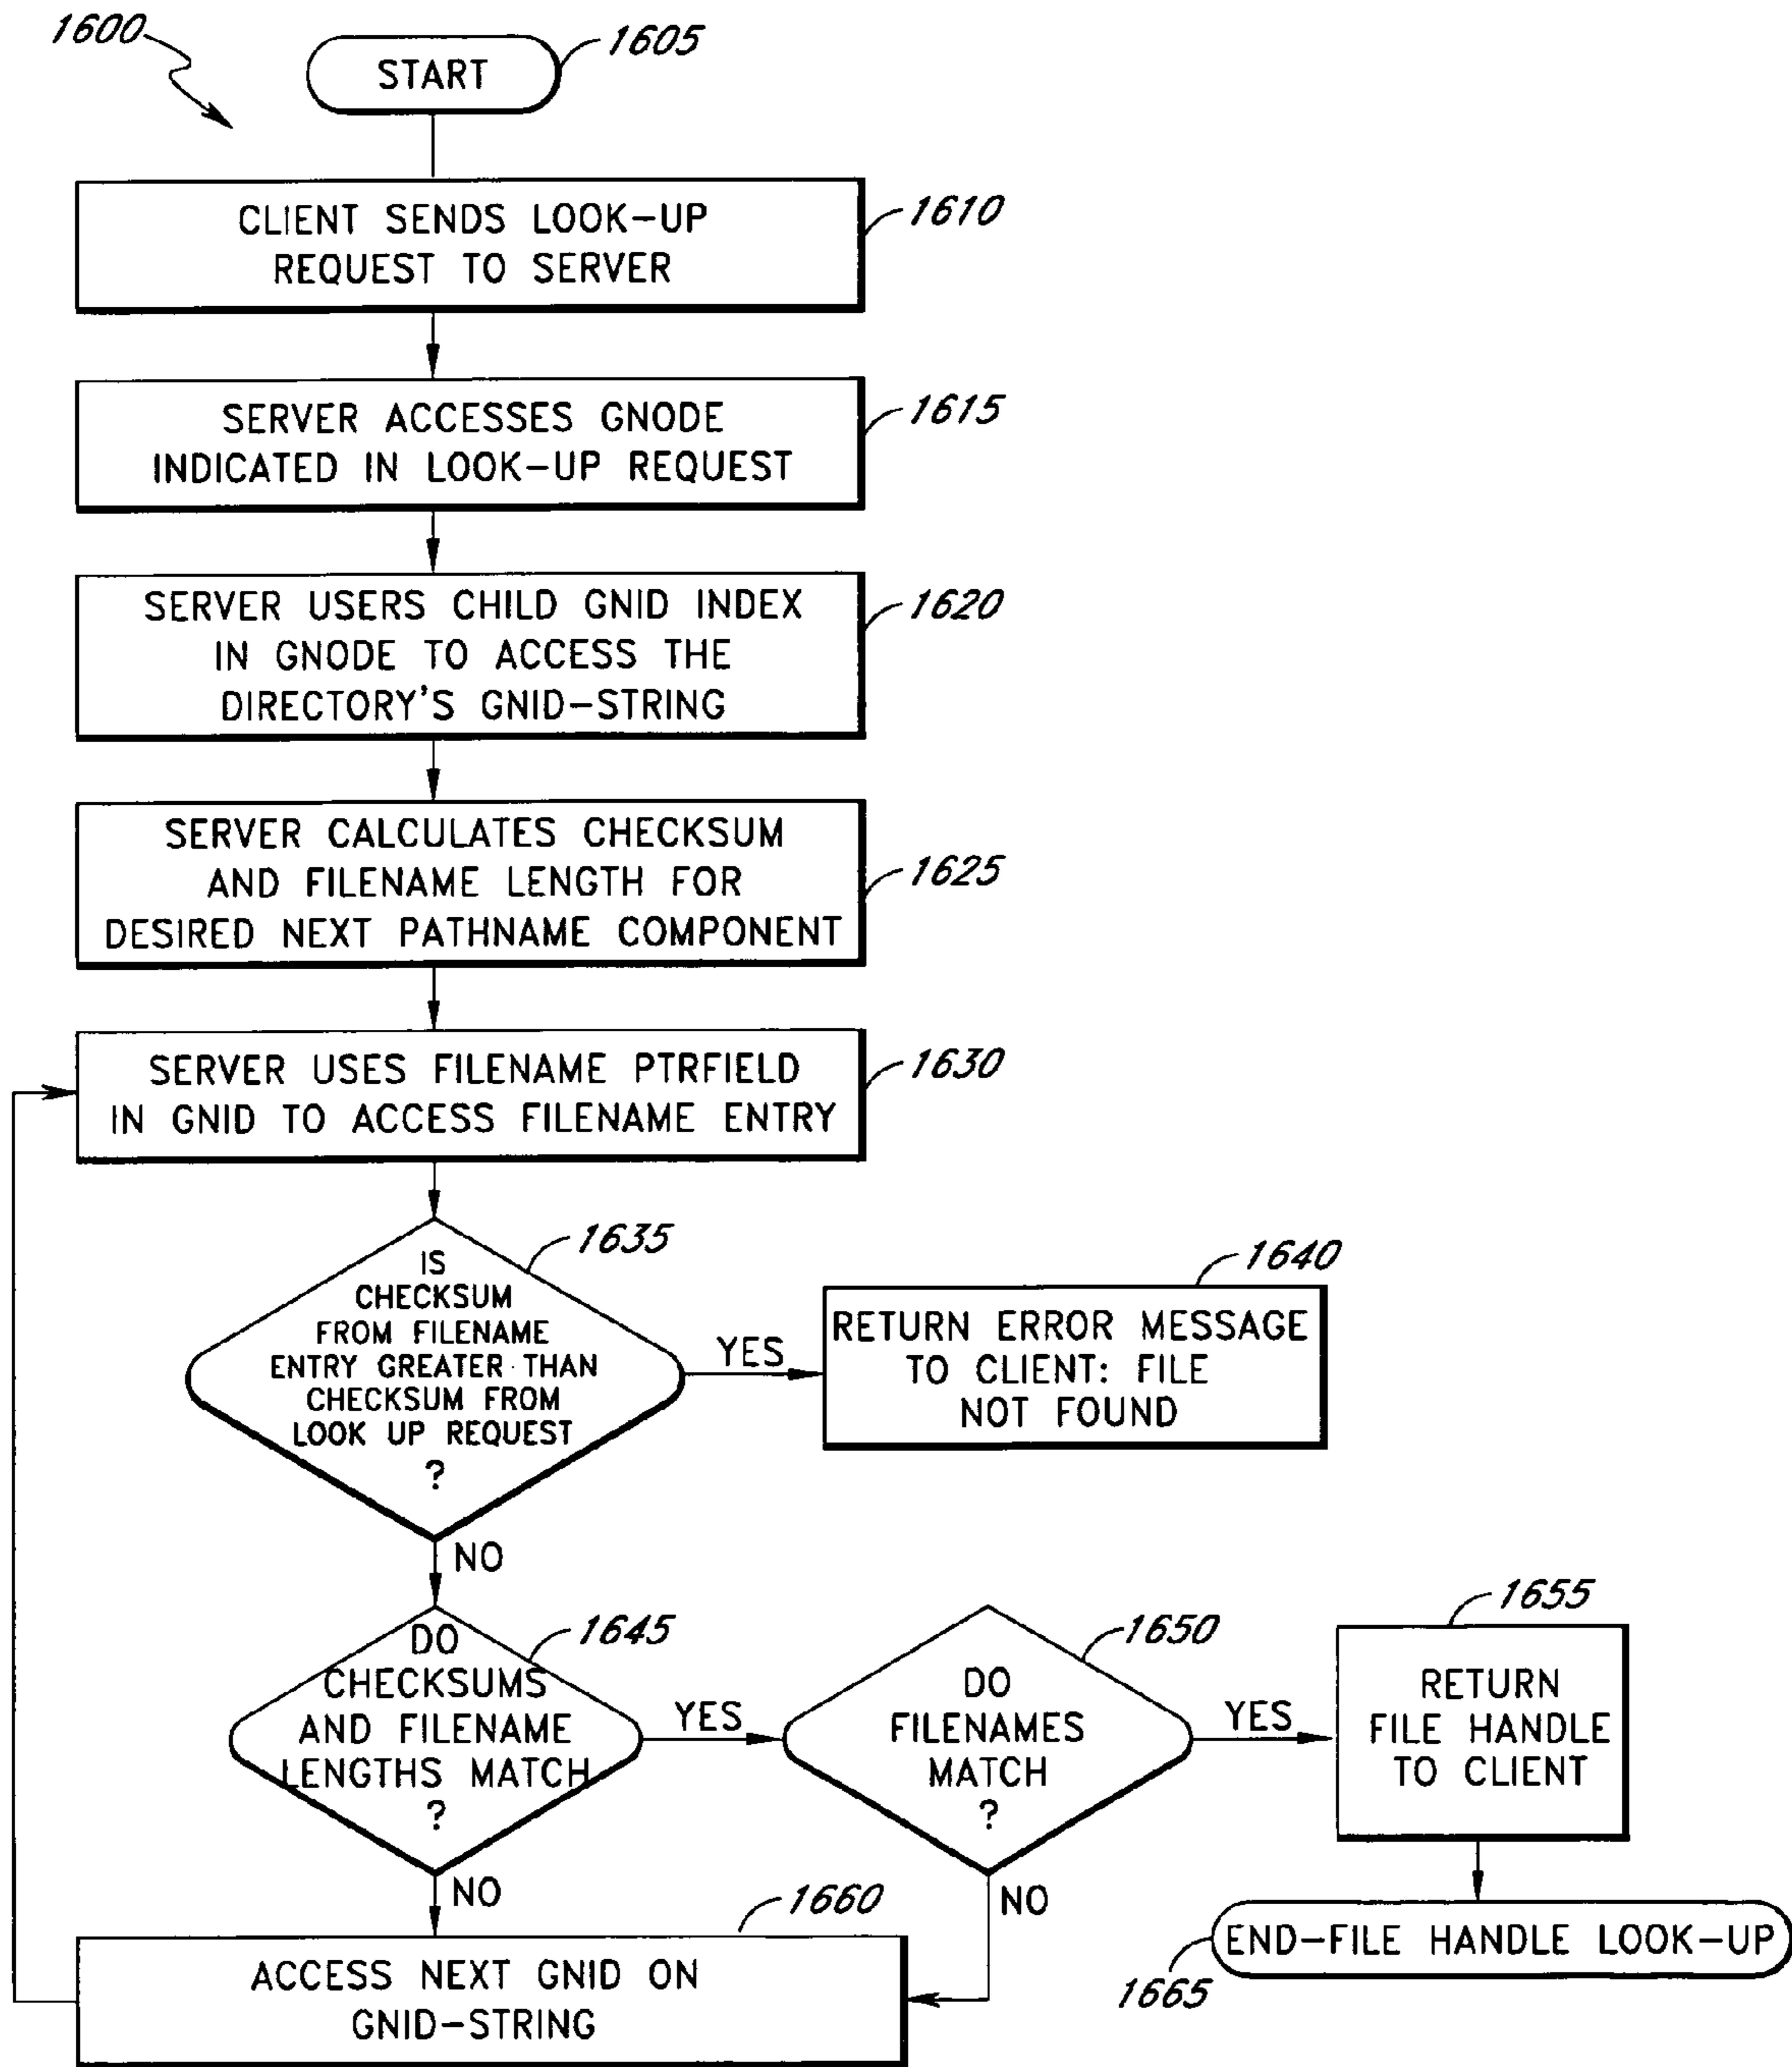 1600
START
1605
CLIENT SENDS LOOK-UP
REQUEST TO SERVER
1610
SERVER ACCESSES GNODE
INDICATED IN LOOK-UP REQUEST
1615
SERVER USERS CHILD GNID INDEX
IN GNODE TO ACCESS THE
DIRECTORY'S GNID-STRING
1620
SERVER CALCULATES CHECKSUM
AND FILENAME LENGTH FOR
DESIRED NEXT PATHNAME COMPONENT
1625
SERVER USES FILENAME PTRFIELD
IN GNID TO ACCESS FILENAME ENTRY
1630
IS
CHECKSUM
FROM FILENAME
ENTRY GREATER THAN
CHECKSUM FROM
LOOK UP REQUEST
?
1635
YES
NO
RETURN ERROR MESSAGE
TO CLIENT: FILE
NOT FOUND
1640
DO
CHECKSUMS
AND FILENAME
LENGTHS MATCH
?
1645
YES
NO
DO
FILENAMES
MATCH
?
1650
YES
NO
RETURN
FILE HANDLE
TO CLIENT
1655
ACCESS NEXT GNID ON
GNID-STRING
1660
END-FILE HANDLE LOOK-UP
1665